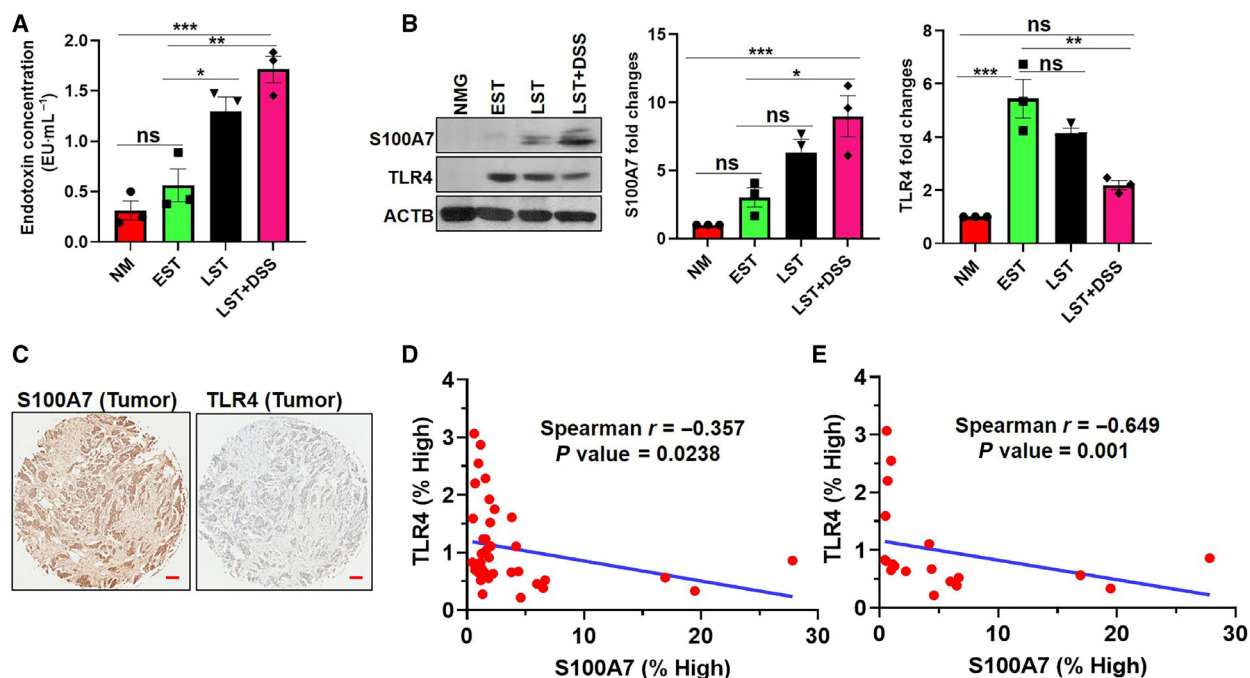 A
Endotoxin concentration
(EU·mL⁻¹)
2.0
1.5
1.0
0.5
0.0
***
**
*
ns
NM
EST
LST
LST+DSS
B
NMG
EST
LST
LST+DSS
S100A7
TLR4
ACTB
S100A7 fold changes
15
10
5
0
***
*
ns
ns
NM
EST
LST
LST+DSS
TLR4 fold changes
8
6
4
2
0
ns
**
***
ns
NM
EST
LST
LST+DSS
C
S100A7 (Tumor)
TLR4 (Tumor)
D
TLR4 (% High)
4
3
2
1
0
Spearman r = –0.357
P value = 0.0238
0
10
20
30
S100A7 (% High)
E
TLR4 (% High)
4
3
2
1
0
Spearman r = –0.649
P value = 0.001
0
10
20
30
S100A7 (% High)